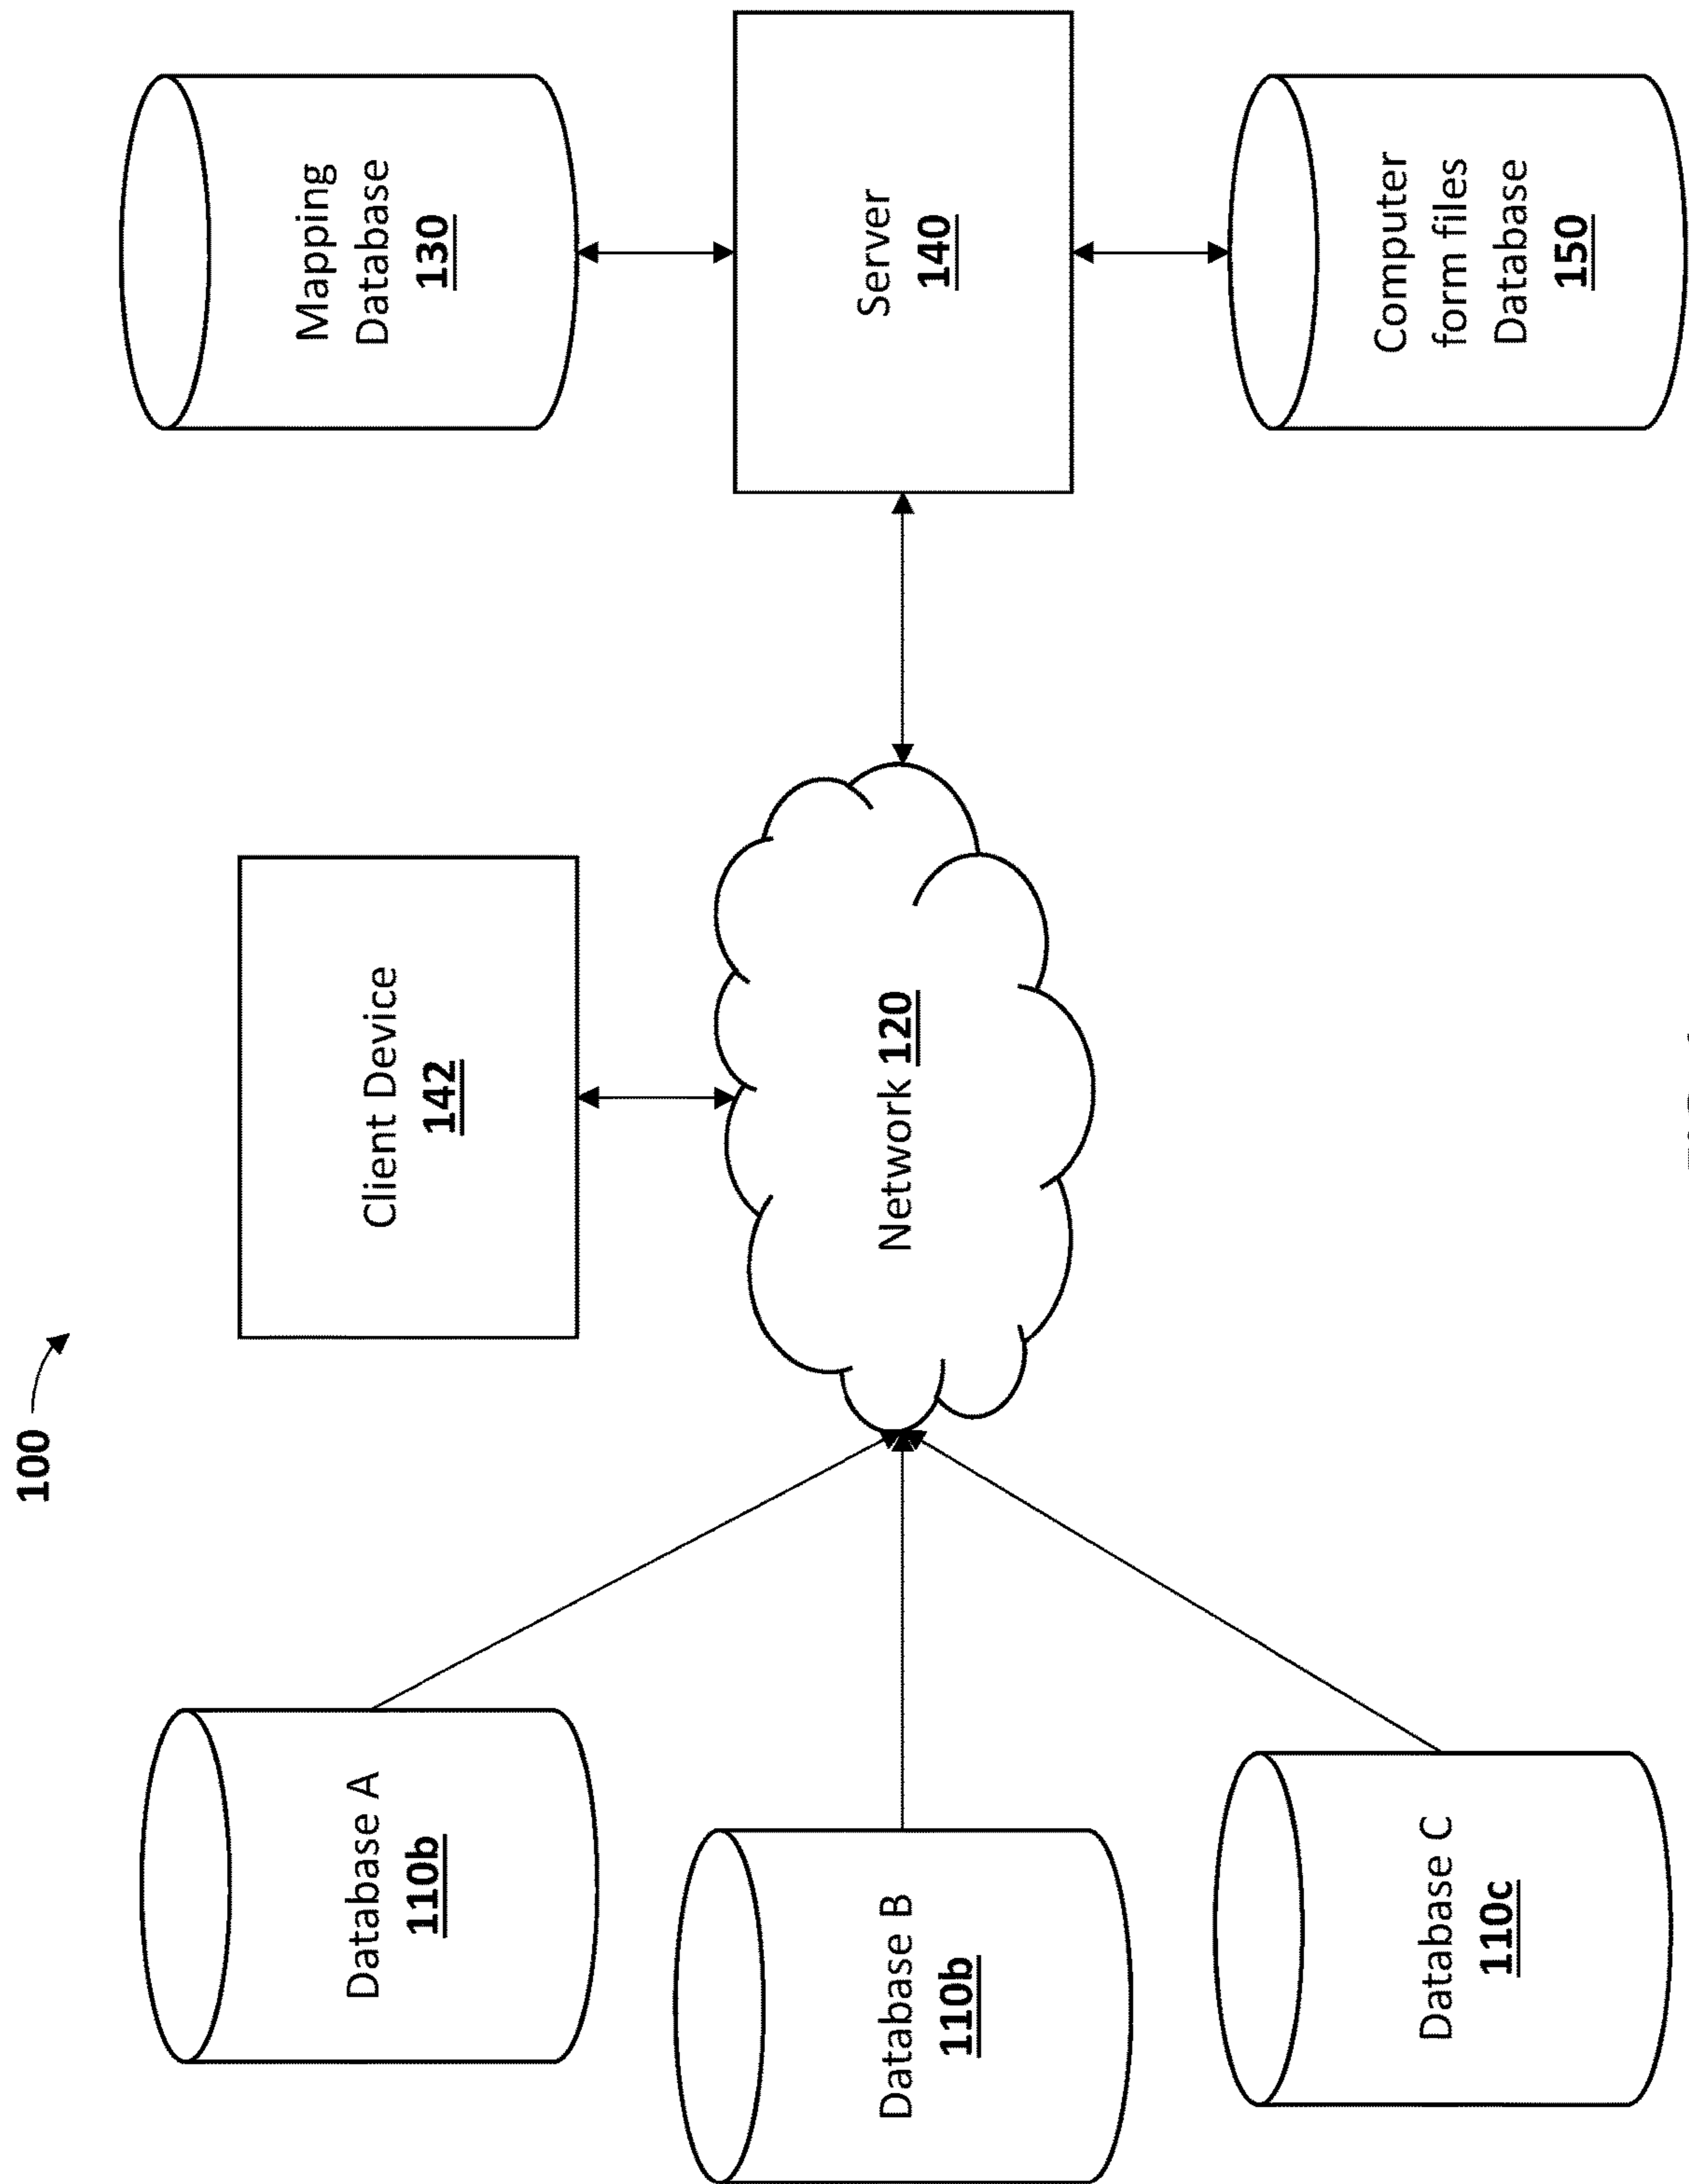 100
Database A
110b
Database B
110b
Database C
110c
Client Device
142
Network 120
Mapping
Database
130
Server
140
Computer
form files
Database
150